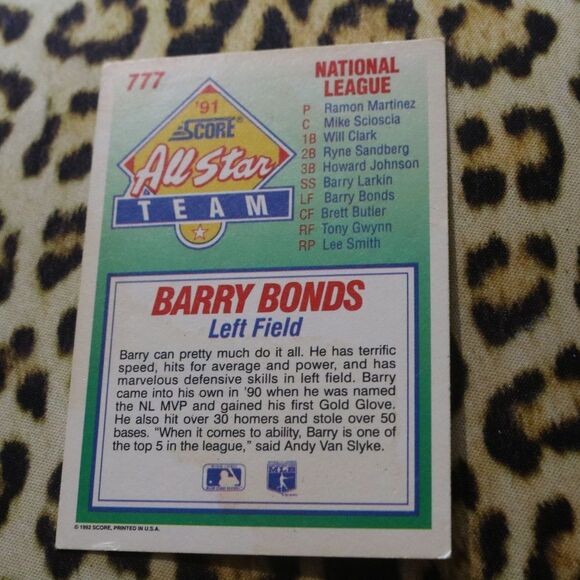 777
'91
SCORE
All Star
TEAM
NATIONAL
LEAGUE
P Ramon Martinez
C Mike Scioscia
1B Will Clark
2B Ryne Sandberg
3B Howard Johnson
SS Barry Larkin
LF Barry Bonds
CF Brett Butler
RF Tony Gwynn
RP Lee Smith
BARRY BONDS
Left Field
Barry can pretty much do it all. He has terrific
speed, hits for average and power, and has
marvelous defensive skills in left field. Barry
came into his own in '90 when he was named
the NL MVP and gained his first Gold Glove.
He also hit over 30 homers and stole over 50
bases. "When it comes to ability, Barry is one of
the top 5 in the league," said Andy Van Slyke.
© 1992 SCORE, PRINTED IN U.S.A.